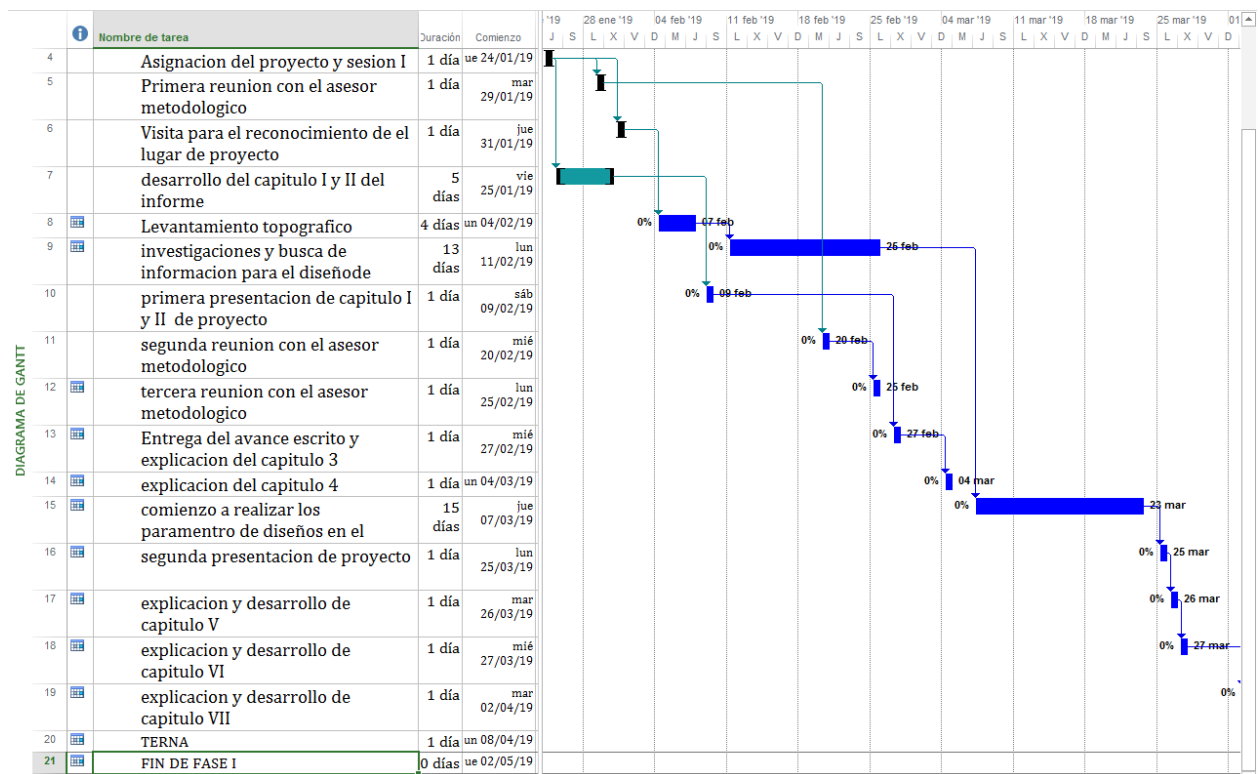 '19 28 ene '19 04 feb '19 11 feb '19 18 feb '19 25 feb '19 04 mar '19 11 mar '19 18 mar '19 25 mar '19 01
Nombre de tarea Duración Comienzo J S L X V D M J S L X V D M J S L X V D M J S L X V D M J S L X V D
4 Asignacion del proyecto y sesion I 1 día ue 24/01/19
5 Primera reunion con el asesor 1 día mar
metodologico 29/01/19
6 Visita para el reconocimiento de el 1 día jue
lugar de proyecto 31/01/19
7 desarrollo del capitulo I y II del 5 vie
informe días 25/01/19
8 Levantamiento topografico 4 días un 04/02/19 0% 07 feb
9 investigaciones y busca de 13 lun 0% 26 feb
informacion para el diseñode días 11/02/19
10 primera presentacion de capitulo I 1 día sáb 0% 09 feb
y II de proyecto 09/02/19
11 segunda reunion con el asesor 1 día mié 0% 20 feb
metodologico 20/02/19
12 tercera reunion con el asesor 1 día lun 0% 25 feb
metodologico 25/02/19
13 Entrega del avance escrito y 1 día mié 0% 27 feb
explicacion del capitulo 3 27/02/19
14 explicacion del capitulo 4 1 día un 04/03/19 0% 04 mar
15 comienzo a realizar los 15 jue 0% 23 mar
paramentro de diseños en el días 07/03/19
16 segunda presentacion de proyecto 1 día lun 0% 25 mar
25/03/19
17 explicacion y desarrollo de 1 día mar 0% 26 mar
capitulo V 26/03/19
18 explicacion y desarrollo de 1 día mié 0% 27 mar
capitulo VI 27/03/19
19 explicacion y desarrollo de 1 día mar 0%
capitulo VII 02/04/19
20 TERNA 1 día un 08/04/19
21 FIN DE FASE I 0 días ue 02/05/19
DIAGRAMA DE GANTT